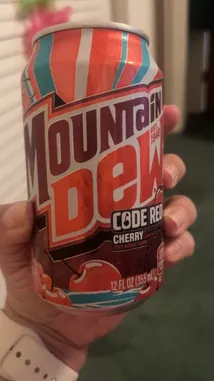 MOUNTAIN
DEW
CODE RED
CHERRY
12 FL OZ (355 mL